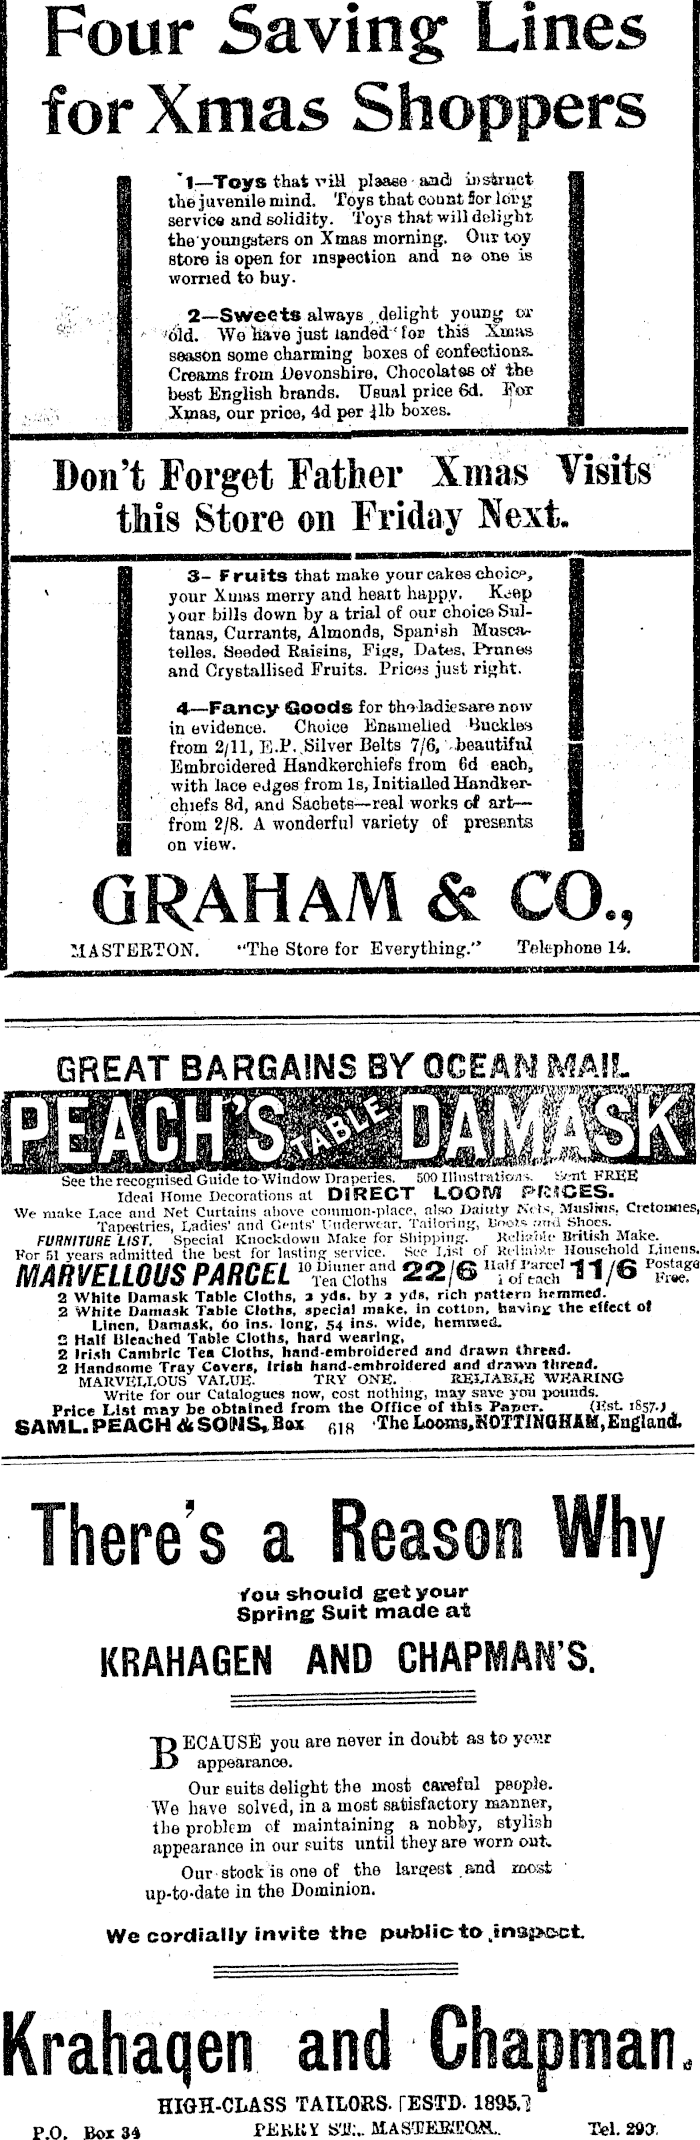 Four Saving Lines
for Xmas Shoppers
1—Toys that will please and instruct
the juvenile mind. Toys that count for long
service and solidity. Toys that will delight
the youngsters on Xmas morning. Our toy
store is open for inspection and no one is
worried to buy.
2—Sweets always delight young or
old. We have just landed for this Xmas
season some charming boxes of confections.
Creams from Devonshire, Chocolates of the
best English brands. Usual price 6d. For
Xmas, our price, 4d per lb boxes.
Don't Forget Father Xmas Visits
this Store on Friday Next.
3- Fruits that make your cakes choice,
your Xmas merry and heart happy. Keep
your bills down by a trial of our choice Sul-
tanas, Currants, Almonds, Spanish Musca-
telles, Seeded Raisins, Figs, Dates, Prunes
and Crystallised Fruits. Prices just right.
4—Fancy Goods for the ladies are now
in evidence. Choice Enamelled Buckles
from 2/11, E.P. Silver Belts 7/6, beautiful
Embroidered Handkerchiefs from 6d each,
with lace edges from 1s, Initialled Handker-
chiefs 8d, and Sachets—real works of art—
from 2/8. A wonderful variety of presents
on view.
GRAHAM & CO.,
MASTERTON. "The Store for Everything." Telephone 14.
GREAT BARGAINS BY OCEAN MAIL
PEACH'S TABLE DAMASK
See the recognised Guide to Window Draperies. 500 Illustrations. Sent FREE
Ideal Home Decorations at DIRECT LOOM PRICES.
We make Lace and Net Curtains above common-place, also Dainty Nets, Muslins, Cretonnes,
Tapestries, Ladies' and Gents' Underwear, Tailoring, Boots and Shoes.
FURNITURE LIST. Special Knockdown Make for Shipping. Reliable British Make.
For 51 years admitted the best for lasting service. See List of Reliable Household Linens.
MARVELLOUS PARCEL 10 Dinner and Tea Cloths 22/6 Half Parcel 1 of each 11/6 Postage Free.
2 White Damask Table Cloths, 2 yds. by 2 yds, rich pattern hemmed.
2 White Damask Table Cloths, special make, in cotton, having the effect of
Linen, Damask, 60 ins. long, 54 ins. wide, hemmed.
2 Half Bleached Table Cloths, hard wearing,
2 Irish Cambric Tea Cloths, hand-embroidered and drawn thread.
2 Handsome Tray Covers, Irish hand-embroidered and drawn thread.
MARVELLOUS VALUE. TRY ONE. RELIABLE WEARING
Write for our Catalogues now, cost nothing, may save you pounds.
Price List may be obtained from the Office of this Paper. (Est. 1857.)
SAML. PEACH & SONS, Box 618 The Looms, NOTTINGHAM, England.
There's a Reason Why
You should get your
Spring Suit made at
KRAHAGEN AND CHAPMAN'S.
BECAUSE you are never in doubt as to your
appearance.
Our suits delight the most careful people.
We have solved, in a most satisfactory manner,
the problem of maintaining a nobby, stylish
appearance in our suits until they are worn out.
Our stock is one of the largest and most
up-to-date in the Dominion.
We cordially invite the public to inspect.
Krahagen and Chapman.
HIGH-CLASS TAILORS. [ESTD. 1895.]
P.O. Box 34 PERRY ST., MASTERTON. Tel. 290.